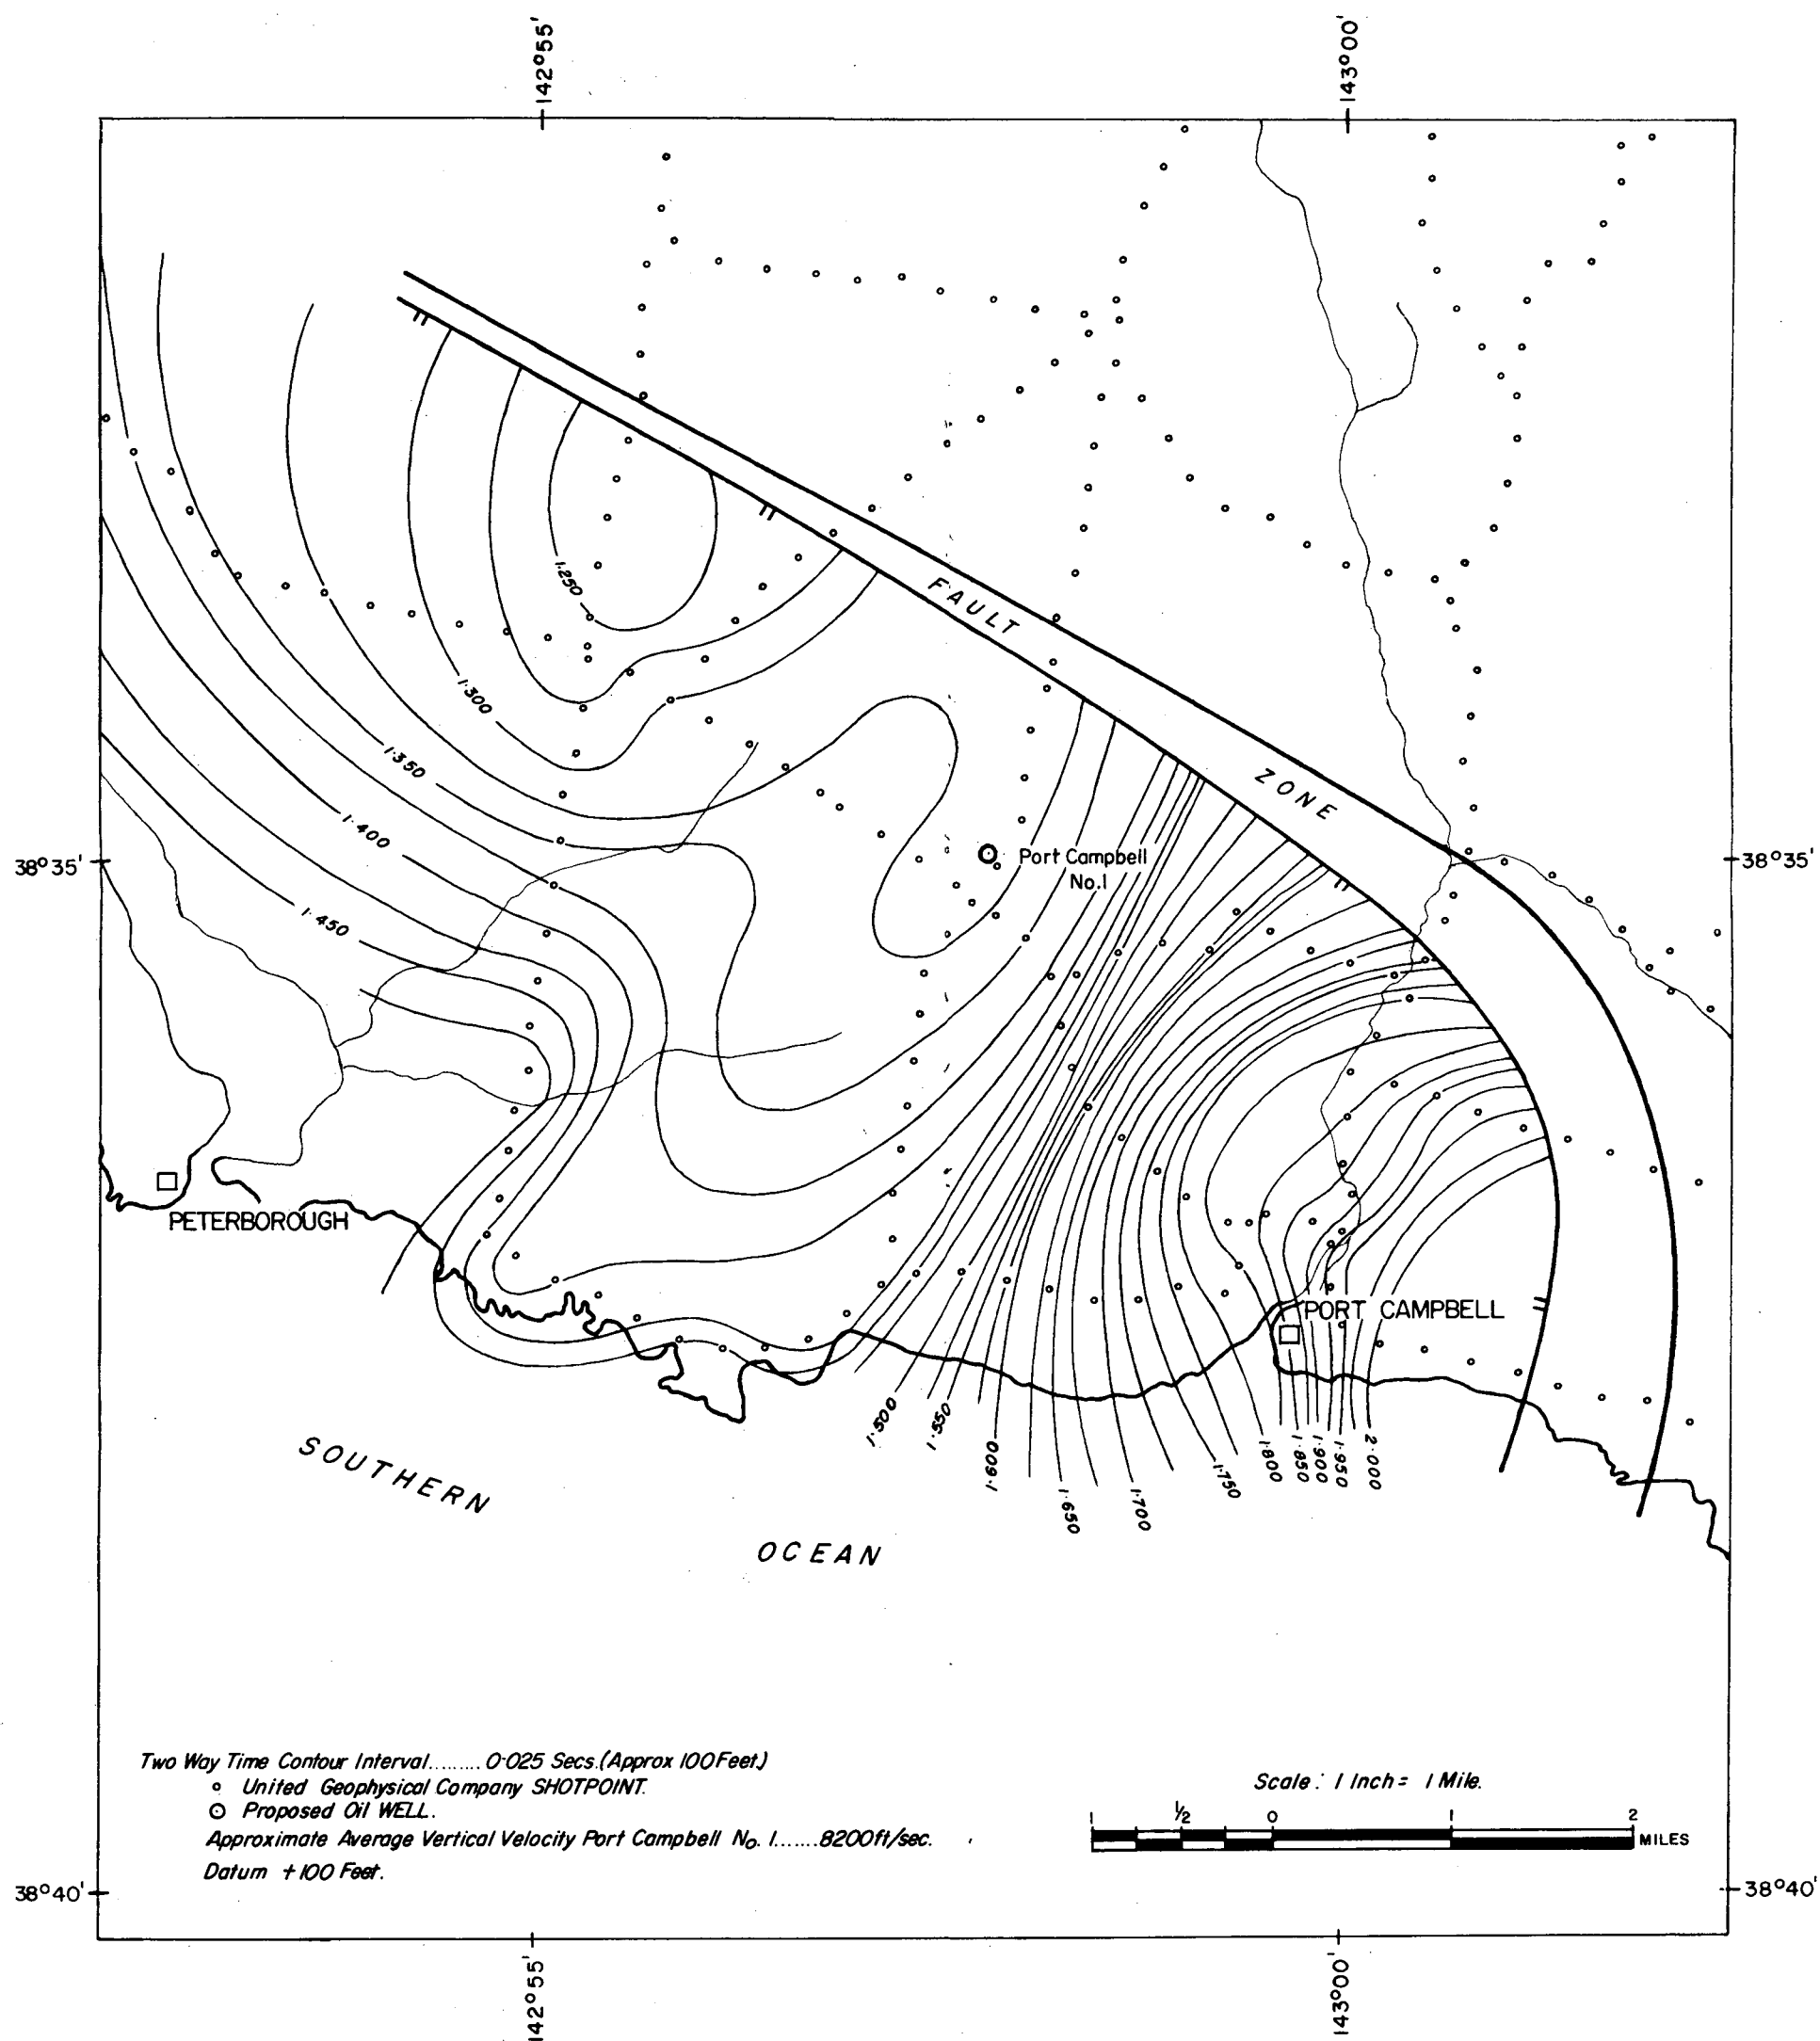 142°55'
143°00'
FAULT
ZONE
1·250
1·300
1·350
1·400
1·450
38°35'
38°35'
Port Campbell
No.1
PETERBOROUGH
PORT CAMPBELL
1·500
1·550
1·600
1·650
1·700
1·750
1·800
1·850
1·900
1·950
2·000
SOUTHERN
OCEAN
Two Way Time Contour Interval......... 0·025 Secs.(Approx 100 Feet.)
United Geophysical Company SHOTPOINT.
Proposed Oil WELL.
Approximate Average Vertical Velocity Port Campbell No. 1......8200ft/sec.
Datum +100 Feet.
Scale: 1 Inch = 1 Mile.
1 ½ 0 1 2
MILES
38°40'
38°40'
142°55'
143°00'